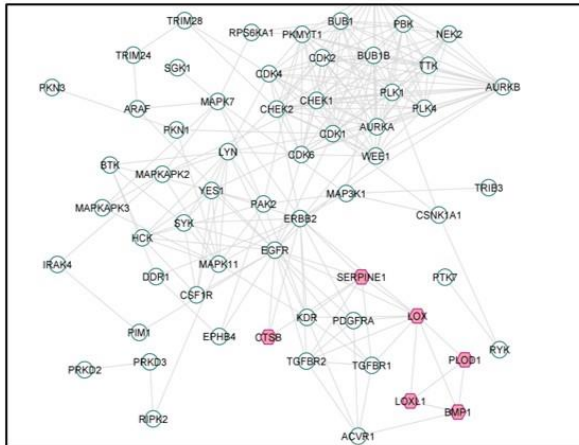 TRIM28
BUB1
PBK
RPS6KA1
PKMYT1
NEK2
TRIM24
CDK2
BUB1B
TTK
SGK1
CDK4
PKN3
PLK1
AURKB
MAPK7
CHEK1
ARAF
CHEK2
PLK4
PKN1
CDK1
AURKA
LYN
CDK6
WEE1
BTK
MAPKAPK2
YES1
MAP3K1
TRIB3
MAPKAPK3
PAK2
CSNK1A1
SYK
ERBB2
HCK
EGFR
IRAK4
MAPK11
DDR1
SERPINE1
PTK7
CSF1R
PIM1
KDR
PDGFRA
LOX
EPHB4
CTSB
RYK
PRKD3
TGFBR2
TGFBR1
PLOD1
PRKD2
LOXL1
RIPK2
BMP1
ACVR1